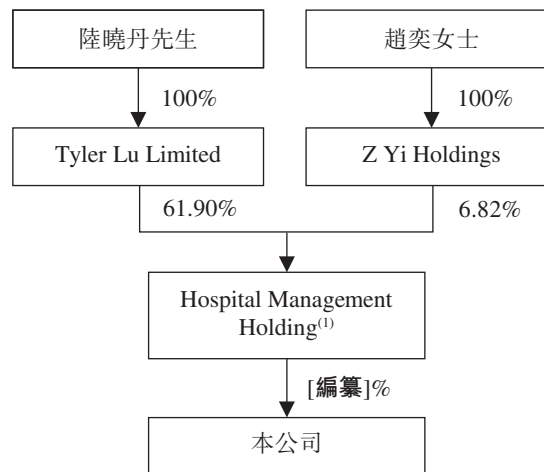 陸曉丹先生
趙奕女士
100%
100%
Tyler Lu Limited
Z Yi Holdings
61.90%
6.82%
Hospital Management
Holding(1)
[編纂]%
本公司